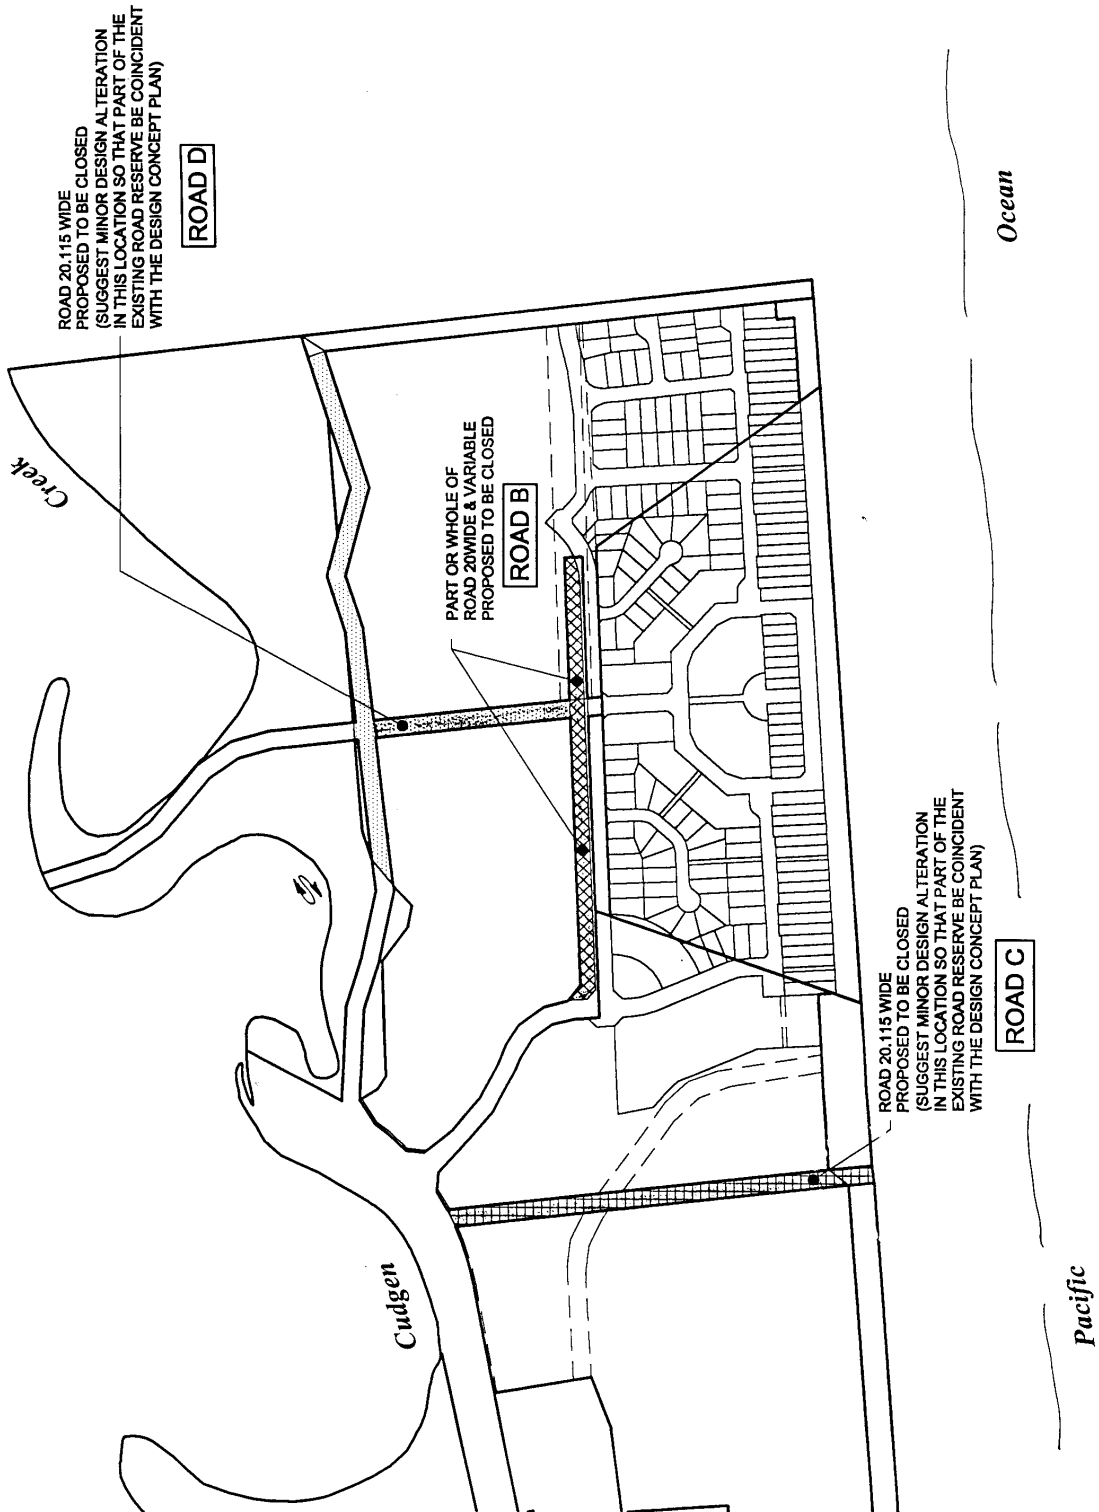 ROAD 20.115 WIDE
PROPOSED TO BE CLOSED
(SUGGEST MINOR DESIGN ALTERATION
IN THIS LOCATION SO THAT PART OF THE
EXISTING ROAD RESERVE BE COINCIDENT
WITH THE DESIGN CONCEPT PLAN)
ROAD D
Creek
PART OR WHOLE OF
ROAD 20WIDE & VARIABLE
PROPOSED TO BE CLOSED
ROAD B
Ocean
ROAD 20.115 WIDE
PROPOSED TO BE CLOSED
(SUGGEST MINOR DESIGN ALTERATION
IN THIS LOCATION SO THAT PART OF THE
EXISTING ROAD RESERVE BE COINCIDENT
WITH THE DESIGN CONCEPT PLAN)
ROAD C
Cudgen
Pacific